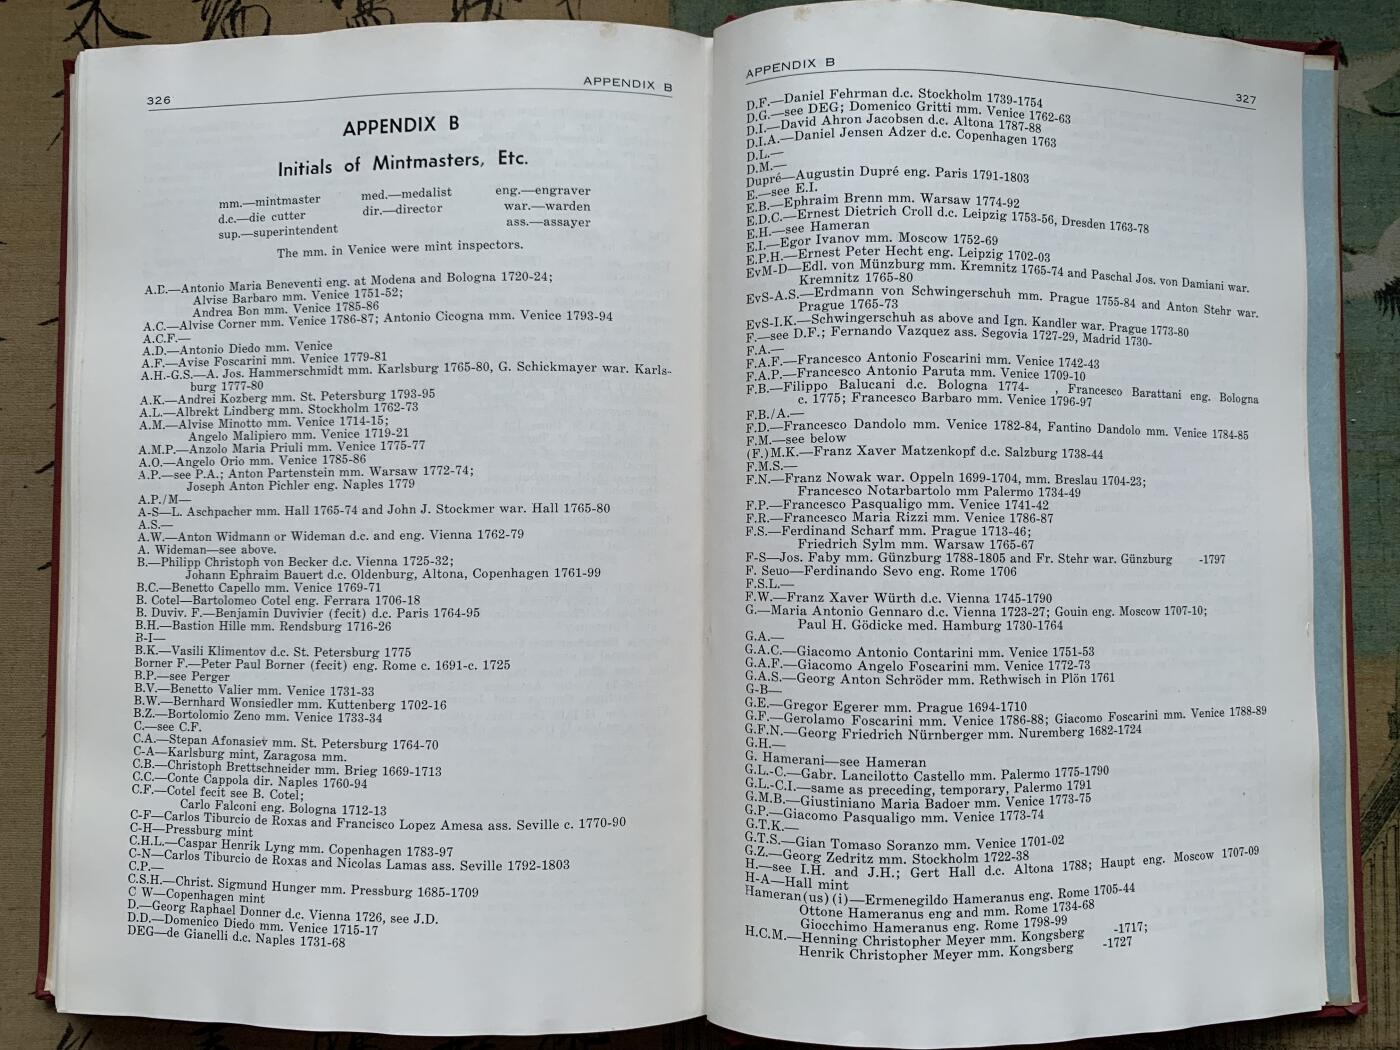 326
APPENDIX B
APPENDIX B
Initials of Mintmasters, Etc.
mm.—mintmaster med.—medalist eng.—engraver
d.c.—die cutter dir.—director war.—warden
sup.—superintendent ass.—assayer
The mm. in Venice were mint inspectors.
A.B.—Antonio Maria Beneventi eng. at Modena and Bologna 1720-24;
Alvise Barbaro mm. Venice 1751-52;
Andrea Bon mm. Venice 1785-86
A.C.—Alvise Corner mm. Venice 1786-87; Antonio Cicogna mm. Venice 1793-94
A.C.F.—
A.D.—Antonio Diedo mm. Venice
A.F.—Avise Foscarini mm. Venice 1779-81
A.H.-G.S.—A. Jos. Hammerschmidt mm. Karlsburg 1765-80, G. Schickmayer war. Karls-
burg 1777-80
A.K.—Andrei Kozberg mm. St. Petersburg 1793-95
A.L.—Albrekt Lindberg mm. Stockholm 1762-73
A.M.—Alvise Minotto mm. Venice 1714-15;
Angelo Malipiero mm. Venice 1719-21
A.M.P.—Anzolo Maria Priuli mm. Venice 1775-77
A.O.—Angelo Orio mm. Venice 1785-86
A.P.—see P.A.; Anton Partenstein mm. Warsaw 1772-74;
Joseph Anton Pichler eng. Naples 1779
A.P./M—
A-S—L. Aschpacher mm. Hall 1765-74 and John J. Stockmer war. Hall 1765-80
A.S.—
A.W.—Anton Widmann or Wideman d.c. and eng. Vienna 1762-79
A. Wideman—see above.
B.—Philipp Christoph von Becker d.c. Vienna 1725-32;
Johann Ephraim Bauert d.c. Oldenburg, Altona, Copenhagen 1761-99
B.C.—Benetto Capello mm. Venice 1769-71
B. Cotel—Bartolomeo Cotel eng. Ferrara 1706-18
B. Duviv. F.—Benjamin Duvivier (fecit) d.c. Paris 1764-95
B.H.—Bastion Hille mm. Rendsburg 1716-26
B-I—
B.K.—Vasili Klimentov d.c. St. Petersburg 1775
Borner F.—Peter Paul Borner (fecit) eng. Rome c. 1691-c. 1725
B.P.—see Perger
B.V.—Benetto Valier mm. Venice 1731-33
B.W.—Bernhard Wonsiedler mm. Kuttenberg 1702-16
B.Z.—Bortolomio Zeno mm. Venice 1733-34
C.—see C.F.
C.A.—Stepan Afonasiev mm. St. Petersburg 1764-70
C-A—Karlsburg mint, Zaragosa mm.
C.B.—Christoph Brettschneider mm. Brieg 1669-1713
C.C.—Conte Cappola dir. Naples 1760-94
C.F.—Cotel fecit see B. Cotel;
Carlo Falconi eng. Bologna 1712-13
C-F—Carlos Tiburcio de Roxas and Francisco Lopez Amesa ass. Seville c. 1770-90
C-H—Pressburg mint
C.H.L.—Caspar Henrik Lyng mm. Copenhagen 1783-97
C-N—Carlos Tiburcio de Roxas and Nicolas Lamas ass. Seville 1792-1803
C.P.—
C.S.H.—Christ. Sigmund Hunger mm. Pressburg 1685-1709
C W—Copenhagen mint
D.—Georg Raphael Donner d.c. Vienna 1726, see J.D.
D.D.—Domenico Diedo mm. Venice 1715-17
DEG—de Gianelli d.c. Naples 1731-68
APPENDIX B
327
D.F.—Daniel Fehrman d.c. Stockholm 1739-1754
D.G.—see DEG; Domenico Gritti mm. Venice 1762-63
D.I.—David Ahron Jacobsen d.c. Altona 1787-88
D.I.A.—Daniel Jensen Adzer d.c. Copenhagen 1763
D.L.—
D.M.—
Dupré—Augustin Dupré eng. Paris 1791-1803
E.—see E.I.
E.B.—Ephraim Brenn mm. Warsaw 1774-92
E.D.C.—Ernest Dietrich Croll d.c. Leipzig 1753-56, Dresden 1763-78
E.H.—see Hameran
E.I.—Egor Ivanov mm. Moscow 1752-69
E.P.H.—Ernest Peter Hecht eng. Leipzig 1702-03
EvM-D—Edl. von Münzburg mm. Kremnitz 1765-74 and Paschal Jos. von Damiani war.
Kremnitz 1765-80
EvS-A.S.—Erdmann von Schwingerschuh mm. Prague 1755-84 and Anton Stehr war.
Prague 1765-73
EvS-I.K.—Schwingerschuh as above and Ign. Kandler war. Prague 1773-80
F.—see D.F.; Fernando Vazquez ass. Segovia 1727-29, Madrid 1730-
F.A.—
F.A.F.—Francesco Antonio Foscarini mm. Venice 1742-43
F.A.P.—Francesco Antonio Paruta mm. Venice 1709-10
F.B.—Filippo Balucani d.c. Bologna 1774- Francesco Barattani eng. Bologna
c. 1775; Francesco Barbaro mm. Venice 1796-97
F.B./A.—
F.D.—Francesco Dandolo mm. Venice 1782-84, Fantino Dandolo mm. Venice 1784-85
F.M.—see below
(F.)M.K.—Franz Xaver Matzenkopf d.c. Salzburg 1738-44
F.M.S.—
F.N.—Franz Nowak war. Oppeln 1699-1704, mm. Breslau 1704-23;
Francesco Notarbartolo mm Palermo 1734-49
F.P.—Francesco Pasqualigo mm. Venice 1741-42
F.R.—Francesco Maria Rizzi mm. Venice 1786-87
F.S.—Ferdinand Scharf mm. Prague 1713-46;
Friedrich Sylm mm. Warsaw 1765-67
F-S—Jos. Faby mm. Günzburg 1788-1805 and Fr. Stehr war. Günzburg -1797
F. Seuo—Ferdinando Sevo eng. Rome 1706
F.S.L.—
F.W.—Franz Xaver Würth d.c. Vienna 1745-1790
G.—Maria Antonio Gennaro d.c. Vienna 1723-27; Gouin eng. Moscow 1707-10;
Paul H. Gödicke med. Hamburg 1730-1764
G.A.—
G.A.C.—Giacomo Antonio Contarini mm. Venice 1751-53
G.A.F.—Giacomo Angelo Foscarini mm. Venice 1772-73
G.A.S.—Georg Anton Schröder mm. Rethwisch in Plön 1761
G-B—
G.E.—Gregor Egerer mm. Prague 1694-1710
G.F.—Gerolamo Foscarini mm. Venice 1786-88; Giacomo Foscarini mm. Venice 1788-89
G.F.N.—Georg Friedrich Nürnberger mm. Nuremberg 1682-1724
G.H.—
G. Hamerani—see Hameran
G.L.-C.—Gabr. Lancilotto Castello mm. Palermo 1775-1790
G.L.-C.I.—same as preceding, temporary, Palermo 1791
G.M.B.—Giustiniano Maria Badoer mm. Venice 1773-75
G.P.—Giacomo Pasqualigo mm. Venice 1773-74
G.T.K.—
G.T.S.—Gian Tomaso Soranzo mm. Venice 1701-02
G.Z.—Georg Zedritz mm. Stockholm 1722-38
H.—see I.H. and J.H.; Gert Hall d.c. Altona 1788; Haupt eng. Moscow 1707-09
H-A—Hall mint
Hameran(us)(i)—Ermenegildo Hameranus eng. Rome 1705-44
Ottone Hameranus eng and mm. Rome 1734-68
Giocchimo Hameranus eng. Rome 1798-99
H.C.M.—Henning Christopher Meyer mm. Kongsberg -1717;
Henrik Christopher Meyer mm. Kongsberg -1727